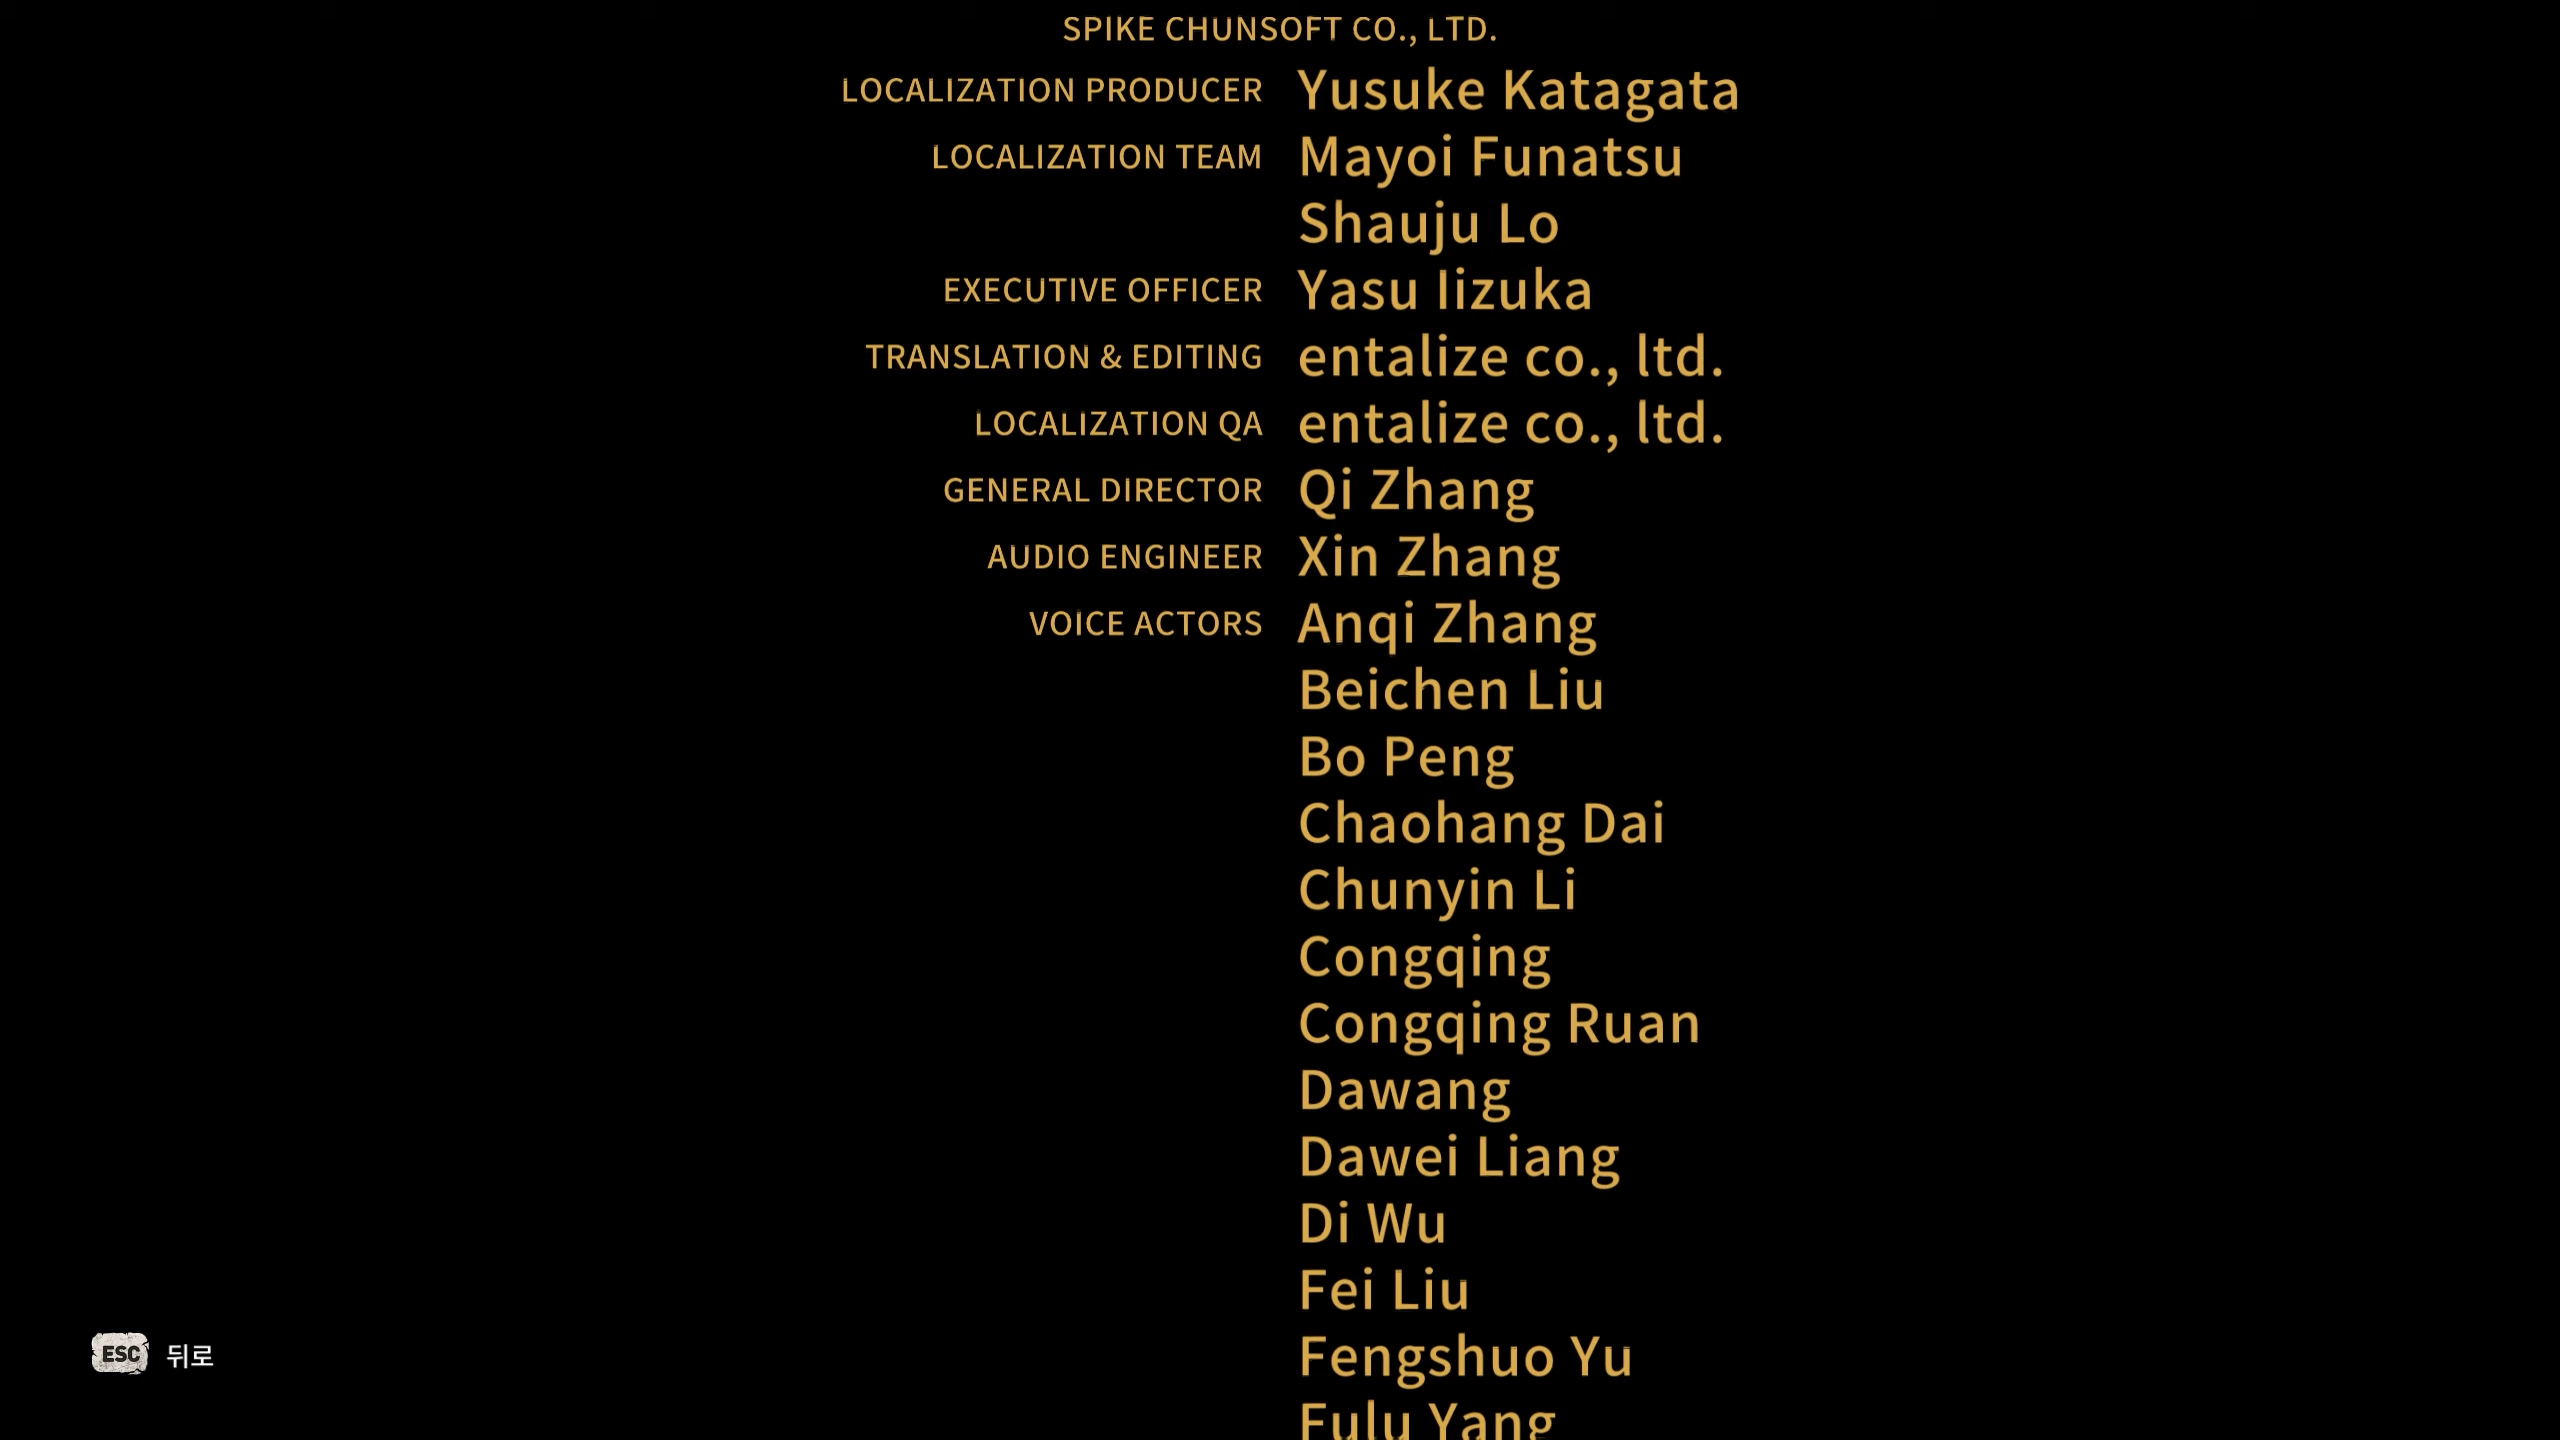 SPIKE CHUNSOFT CO., LTD.
LOCALIZATION PRODUCER Yusuke Katagata
LOCALIZATION TEAM Mayoi Funatsu
Shauju Lo
EXECUTIVE OFFICER Yasu Iizuka
TRANSLATION & EDITING entalize co., ltd.
LOCALIZATION QA entalize co., ltd.
GENERAL DIRECTOR Qi Zhang
AUDIO ENGINEER Xin Zhang
VOICE ACTORS Anqi Zhang
Beichen Liu
Bo Peng
Chaohang Dai
Chunyin Li
Congqing
Congqing Ruan
Dawang
Dawei Liang
Di Wu
Fei Liu
Fengshuo Yu
ESC 뒤로
Fulu Yang